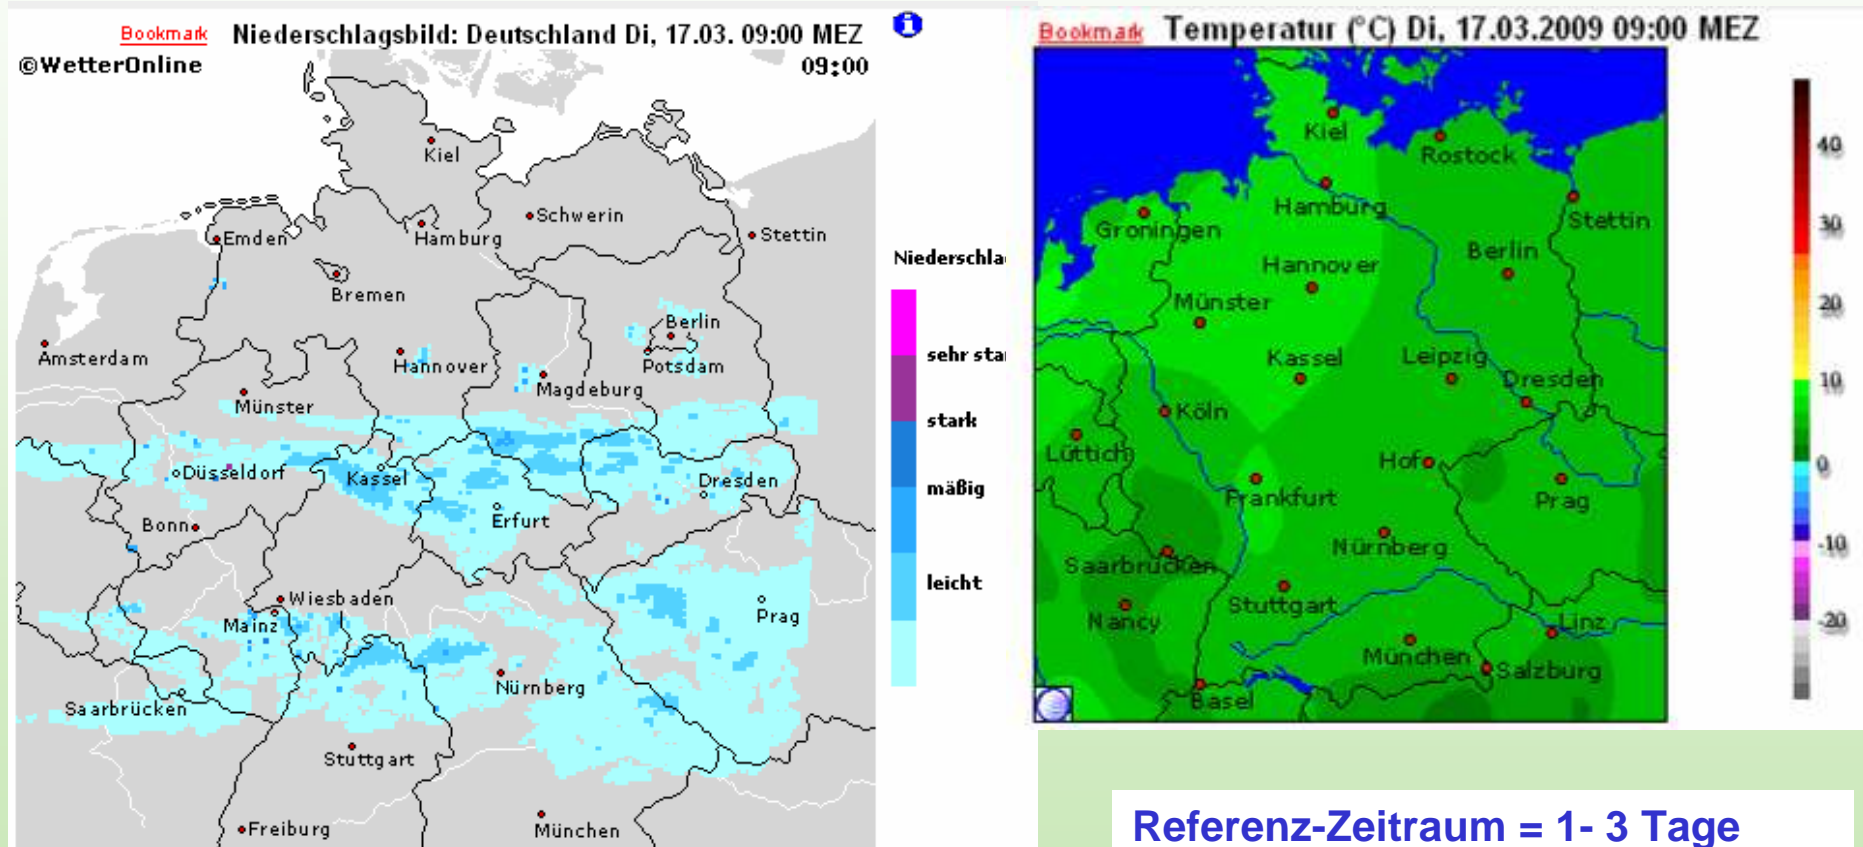 Bookmark Niederschlagsbild: Deutschland Di, 17.03. 09:00 MEZ
©WetterOnline 09:00
Kiel
Schwerin
Emden
Hamburg
Stettin
Bremen
Berlin
Amsterdam
Hannover
Potsdam
Magdeburg
Münster
Düsseldorf
Kassel
Dresden
Erfurt
Bonn
Wiesbaden
Mainz
Prag
Nürnberg
Saarbrücken
Stuttgart
Freiburg
München
Niederschla
sehr sta
stark
mäßig
leicht
Bookmark Temperatur (°C) Di, 17.03.2009 09:00 MEZ
Kiel
Rostock
Hamburg
Stettin
Groningen
Berlin
Hannover
Münster
Kassel
Leipzig
Dresden
Köln
Lüttich
Hof
Frankfurt
Prag
Nürnberg
Saarbrücken
Stuttgart
Nancy
Linz
München
Salzburg
Basel
40
30
20
10
0
-10
-20
Referenz-Zeitraum = 1- 3 Tage